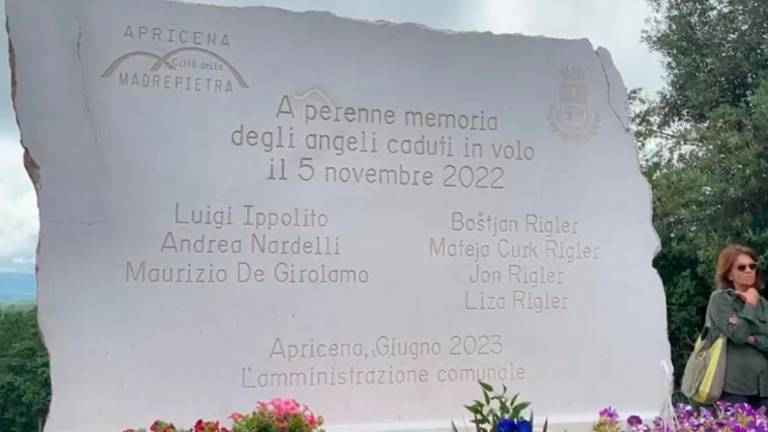 APRICENA
Città della
MADREPIETRA
A perenne memoria
degli angeli caduti in volo
il 5 novembre 2022
Luigi Ippolito
Andrea Nardelli
Maurizio De Girolamo
Boštjan Rigler
Mateja Curk Rigler
Jon Rigler
Liza Rigler
Apricena, Giugno 2023
L'amministrazione comunale